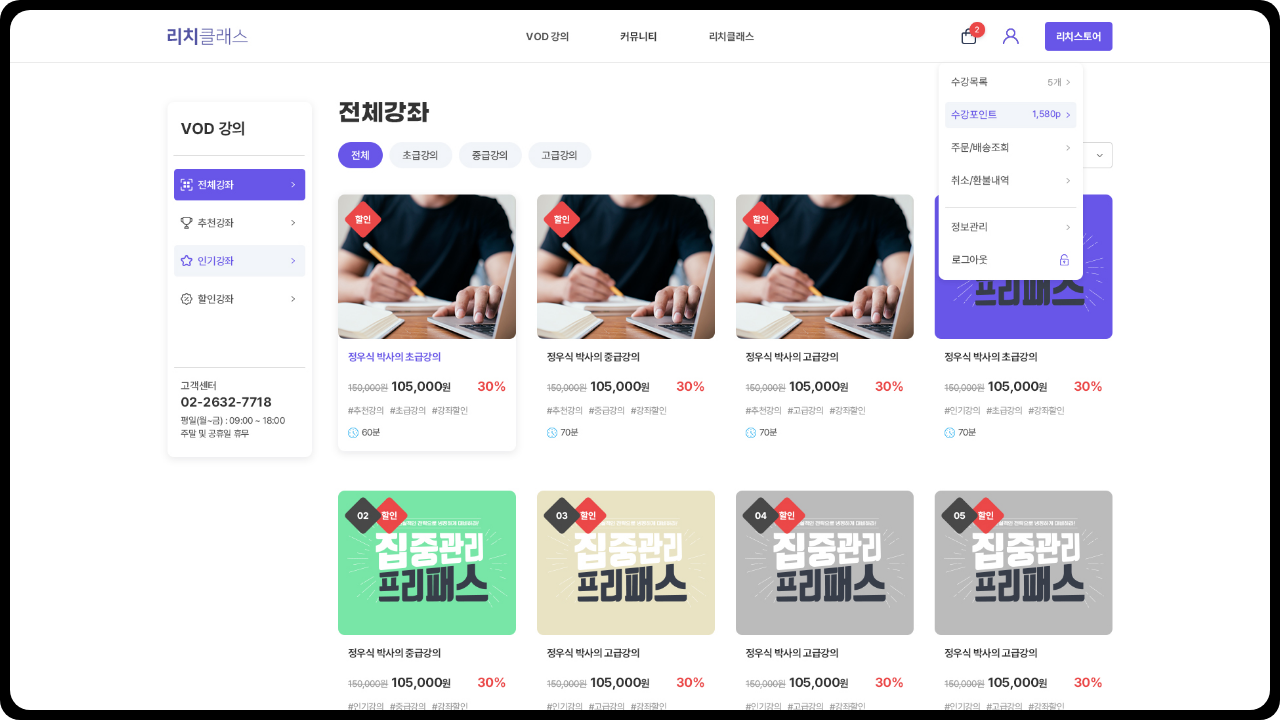 리치클래스
VOD 강의
커뮤니티
리치클래스
2
리치스토어
수강목록 5개
수강포인트 1,580p
주문/배송조회
취소/환불내역
정보관리
로그아웃
VOD 강의
전체강좌
추천강좌
인기강좌
할인강좌
고객센터
02-2632-7718
평일(월~금) : 09:00 ~ 18:00
주말 및 공휴일 휴무
전체강좌
전체 초급강의 중급강의 고급강의
할인
정우식 박사의 초급강의
150,000원 105,000원 30%
#추천강의 #초급강의 #강좌할인
60분
할인
정우식 박사의 중급강의
150,000원 105,000원 30%
#추천강의 #중급강의 #강좌할인
70분
할인
정우식 박사의 고급강의
150,000원 105,000원 30%
#추천강의 #고급강의 #강좌할인
70분
프리패스
정우식 박사의 초급강의
150,000원 105,000원 30%
#인기강의 #초급강의 #강좌할인
70분
02 할인
집중관리
프리패스
정우식 박사의 중급강의
150,000원 105,000원 30%
#인기강의 #중급강의 #강좌할인
03 할인
집중관리
프리패스
정우식 박사의 고급강의
150,000원 105,000원 30%
#인기강의 #고급강의 #강좌할인
04 할인
집중관리
프리패스
정우식 박사의 고급강의
150,000원 105,000원 30%
#인기강의 #고급강의 #강좌할인
05 할인
집중관리
프리패스
정우식 박사의 고급강의
150,000원 105,000원 30%
#인기강의 #고급강의 #강좌할인